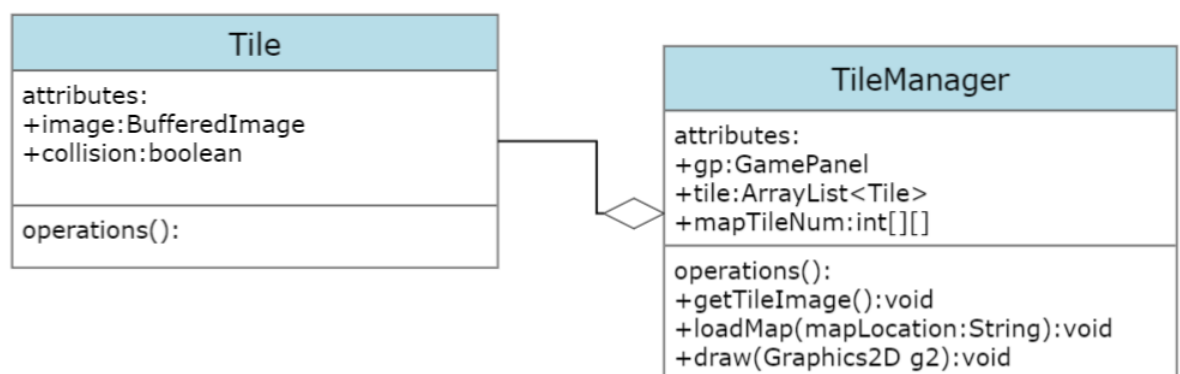 Tile
attributes:
+image:BufferedImage
+collision:boolean
operations():
TileManager
attributes:
+gp:GamePanel
+tile:ArrayList<Tile>
+mapTileNum:int[][]
operations():
+getTileImage():void
+loadMap(mapLocation:String):void
+draw(Graphics2D g2):void